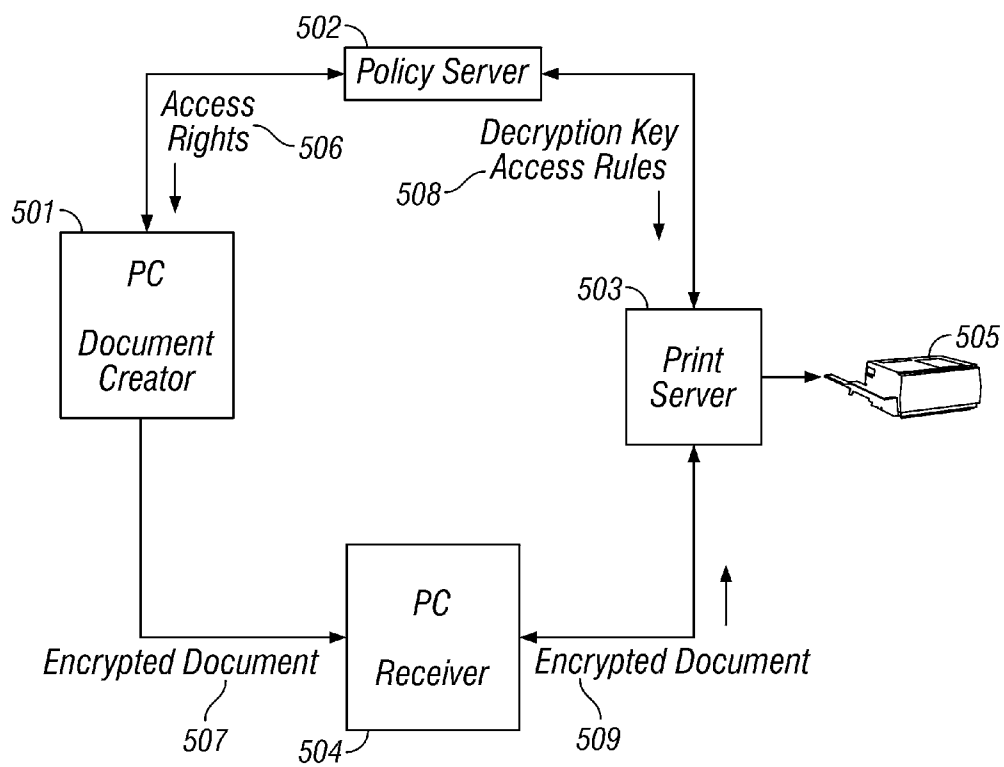 502
Policy Server
Access
Rights
506
Decryption Key
Access Rules
508
501
PC
Document
Creator
503
Print
Server
505
PC
Receiver
Encrypted Document
507
504
Encrypted Document
509